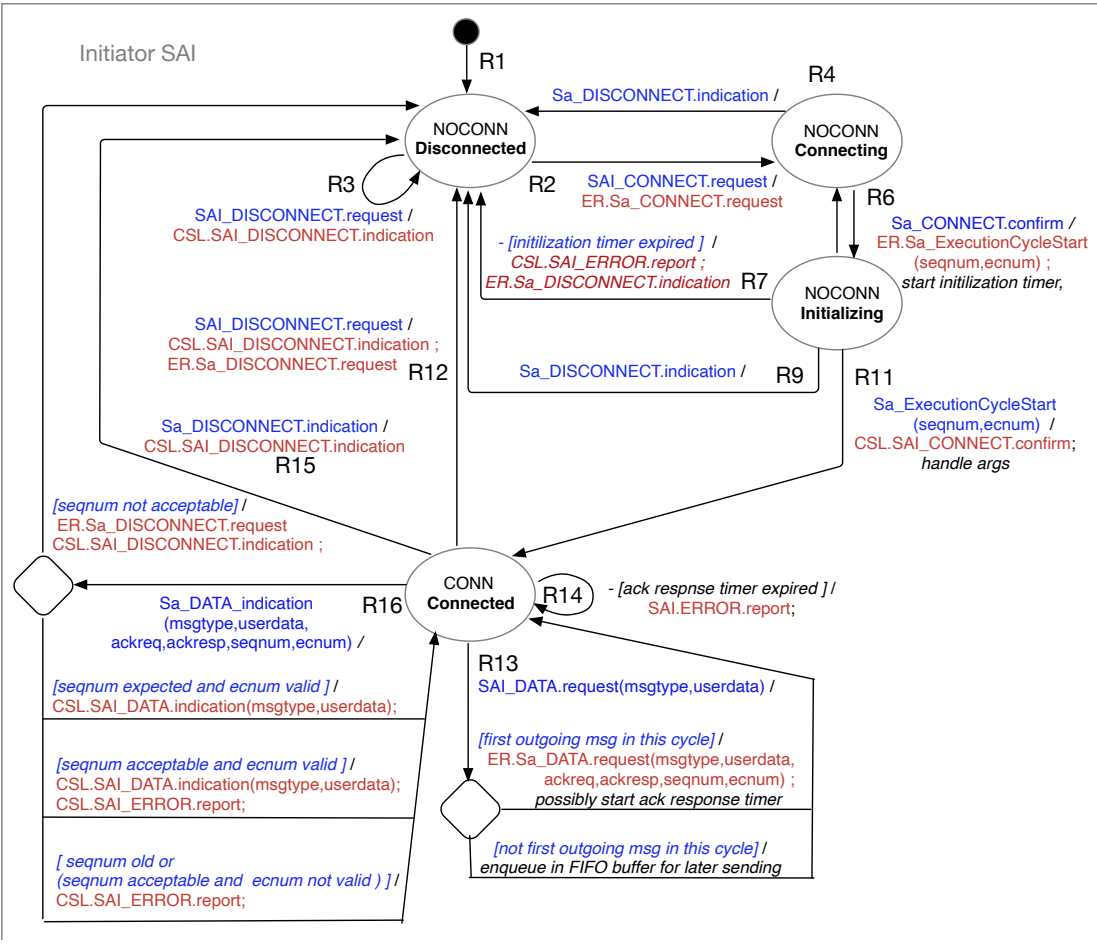 Initiator SAI
R1
R4
Sa_DISCONNECT.indication /
NOCONN
Disconnected
NOCONN
Connecting
R3
R2
SAI_CONNECT.request /
ER.Sa_CONNECT.request
R6
SAI_DISCONNECT.request /
CSL.SAI_DISCONNECT.indication
Sa_CONNECT.confirm /
ER.Sa_ExecutionCycleStart
(seqnum,ecnum) ;
start initilization timer,
- [initilization timer expired ] /
CSL.SAI_ERROR.report ;
ER.Sa_DISCONNECT.indication
R7
NOCONN
Initializing
SAI_DISCONNECT.request /
CSL.SAI_DISCONNECT.indication ;
ER.Sa_DISCONNECT.request
R12
Sa_DISCONNECT.indication /
R9
R11
Sa_ExecutionCycleStart
(seqnum,ecnum) /
CSL.SAI_CONNECT.confirm;
handle args
Sa_DISCONNECT.indication /
CSL.SAI_DISCONNECT.indication
R15
[seqnum not acceptable] /
ER.Sa_DISCONNECT.request
CSL.SAI_DISCONNECT.indication ;
CONN
Connected
R16
R14
- [ack respnse timer expired ] /
SAI.ERROR.report;
Sa_DATA_indication
(msgtype,userdata,
ackreq,ackresp,seqnum,ecnum) /
R13
SAI_DATA.request(msgtype,userdata) /
[seqnum expected and ecnum valid ] /
CSL.SAI_DATA.indication(msgtype,userdata);
[first outgoing msg in this cycle] /
ER.Sa_DATA.request(msgtype,userdata,
ackreq,ackresp,seqnum,ecnum) ;
possibly start ack response timer
[seqnum acceptable and ecnum valid ] /
CSL.SAI_DATA.indication(msgtype,userdata);
CSL.SAI_ERROR.report;
[not first outgoing msg in this cycle] /
enqueue in FIFO buffer for later sending
[ seqnum old or
(seqnum acceptable and ecnum not valid ) ] /
CSL.SAI_ERROR.report;